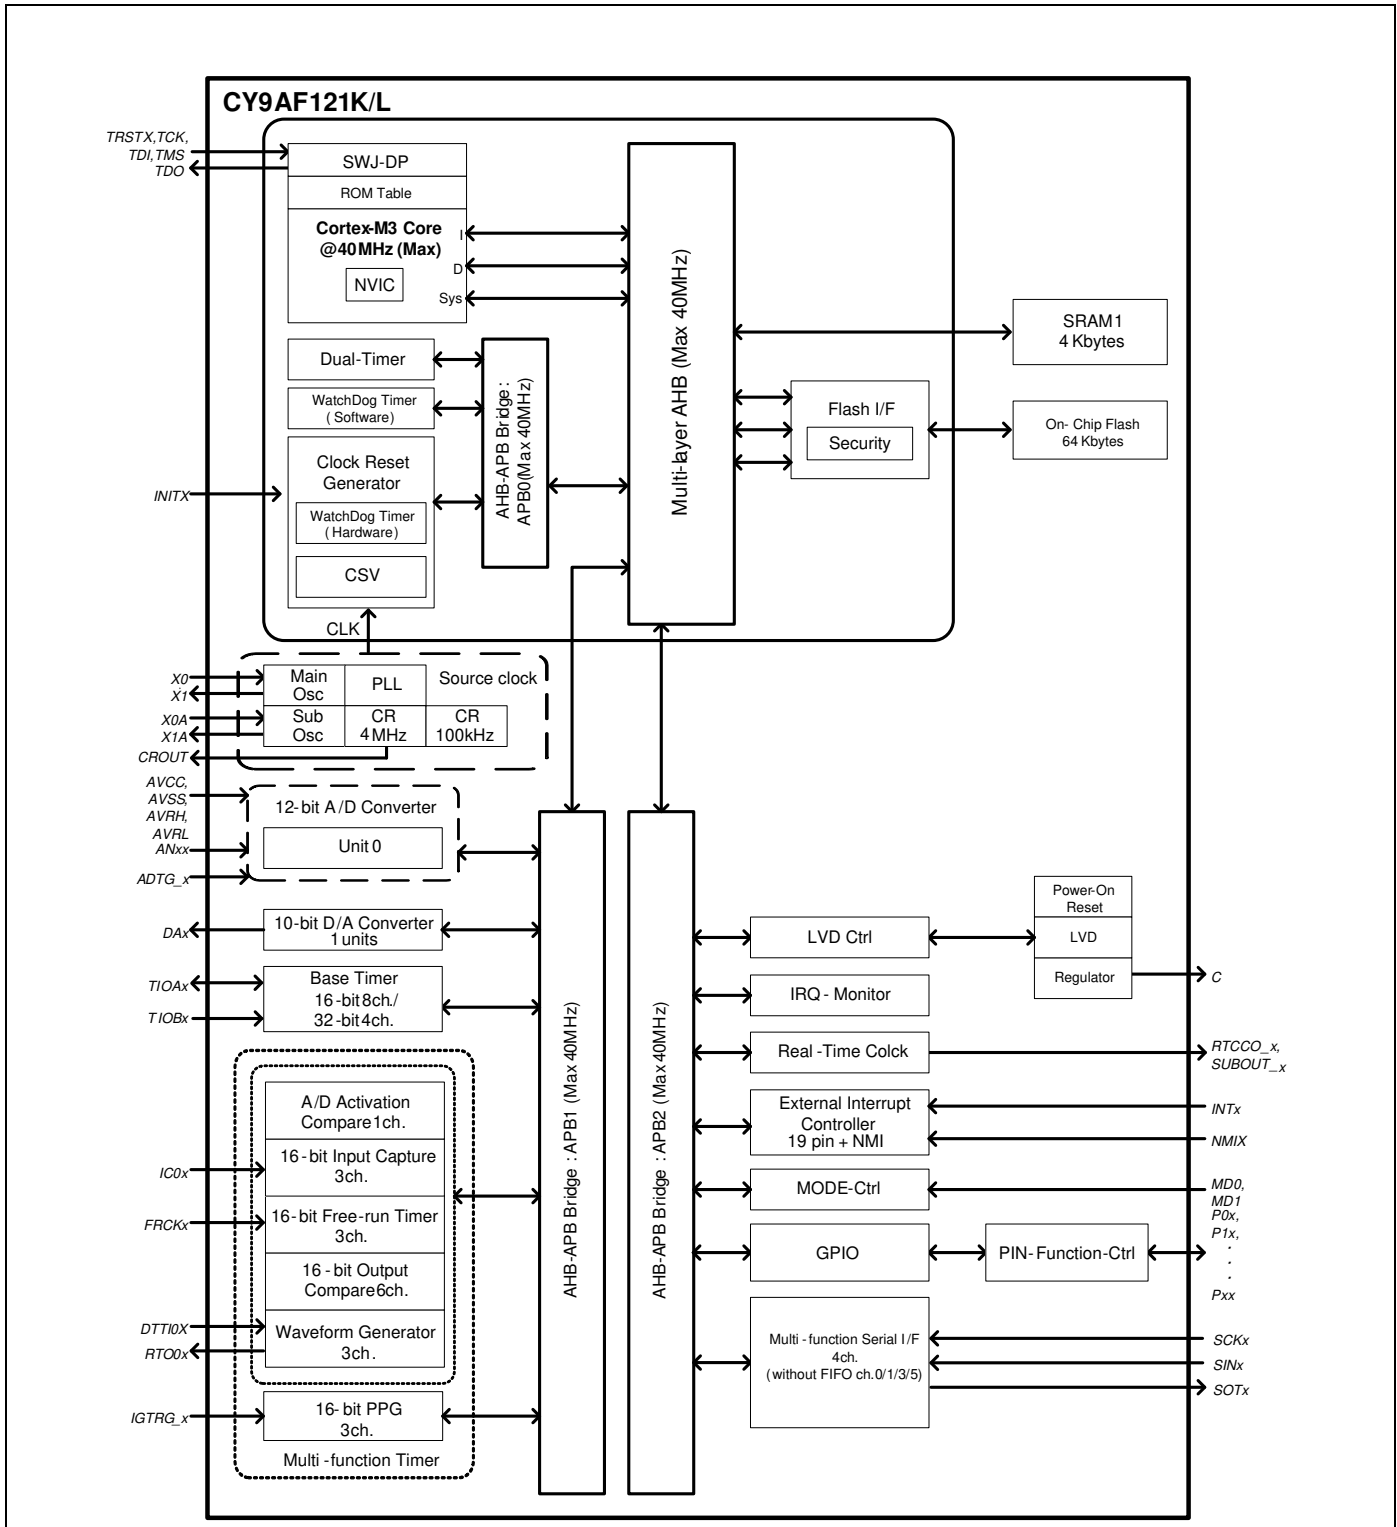 CY9AF121K/L
TRSTX,TCK,
TDI,TMS
TDO
SWJ-DP
ROM Table
Cortex-M3 Core
@40MHz (Max)
NVIC
I
D
Sys
Multi-layer AHB (Max 40MHz)
SRAM1
4 Kbytes
Dual-Timer
WatchDog Timer
(Software)
AHB-APB Bridge:
APB0(Max 40MHz)
Flash I/F
Security
On-Chip Flash
64 Kbytes
INITX
Clock Reset
Generator
WatchDog Timer
(Hardware)
CSV
CLK
X0
X1
Main
Osc
PLL
Source clock
X0A
X1A
Sub
Osc
CR
4MHz
CR
100kHz
CROUT
AVCC,
AVSS,
AVRH,
AVRL
ANxx
ADTG_x
12-bit A/D Converter
Unit 0
DAx
10-bit D/A Converter
1 units
TIOAx
TIOBx
Base Timer
16-bit 8ch./
32-bit 4ch.
A/D Activation
Compare 1ch.
IC0x
16-bit Input Capture
3ch.
FRCKx
16-bit Free-run Timer
3ch.
16-bit Output
Compare 6ch.
DTTI0X
RTO0x
Waveform Generator
3ch.
IGTRG_x
16-bit PPG
3ch.
Multi-function Timer
AHB-APB Bridge : APB1 (Max 40MHz)
AHB-APB Bridge : APB2 (Max 40MHz)
LVD Ctrl
Power-On
Reset
LVD
Regulator
C
IRQ-Monitor
Real-Time Colck
RTCCO_x,
SUBOUT_x
External Interrupt
Controller
19 pin + NMI
INTx
NMIX
MODE-Ctrl
MD0,
MD1
GPIO
PIN-Function-Ctrl
P0x,
P1x,
.
.
.
Pxx
Multi-function Serial I/F
4ch.
(without FIFO ch.0/1/3/5)
SCKx
SINx
SOTx